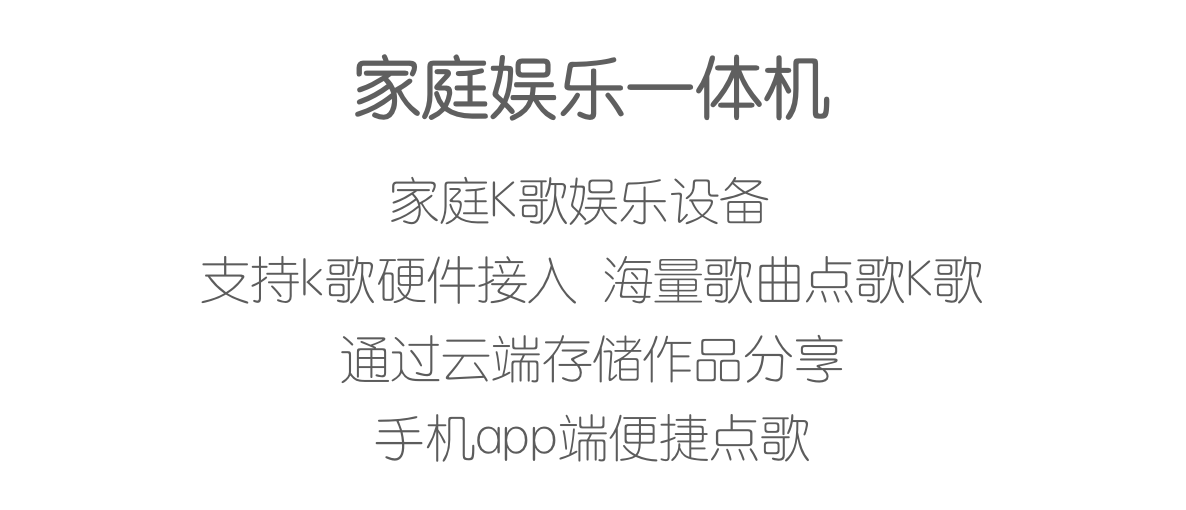 家庭娱乐一体机
家庭K歌娱乐设备
支持k歌硬件接入 海量歌曲点歌K歌
通过云端存储作品分享
手机app端便捷点歌